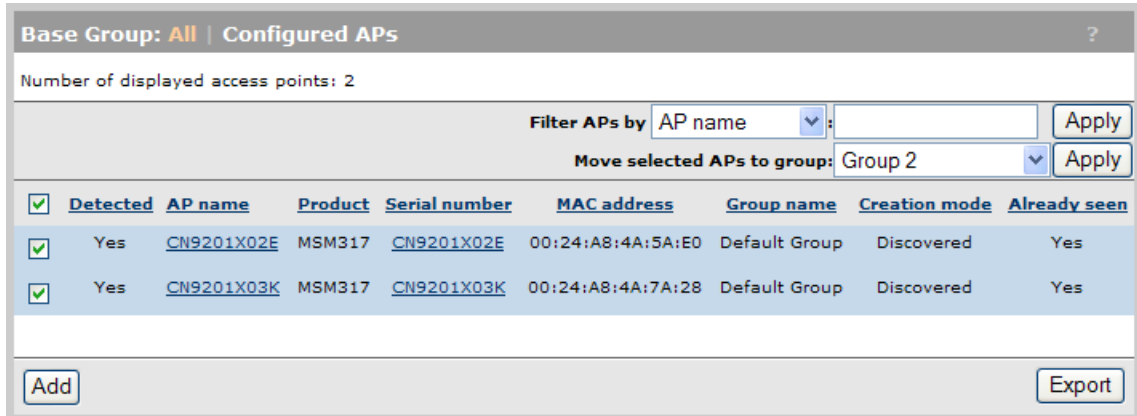 Base Group: All | Configured APs ?
Number of displayed access points: 2
Filter APs by AP name : Apply
Move selected APs to group: Group 2 Apply
Detected AP name Product Serial number MAC address Group name Creation mode Already seen
Yes CN9201X02E MSM317 CN9201X02E 00:24:A8:4A:5A:E0 Default Group Discovered Yes
Yes CN9201X03K MSM317 CN9201X03K 00:24:A8:4A:7A:28 Default Group Discovered Yes
Add Export